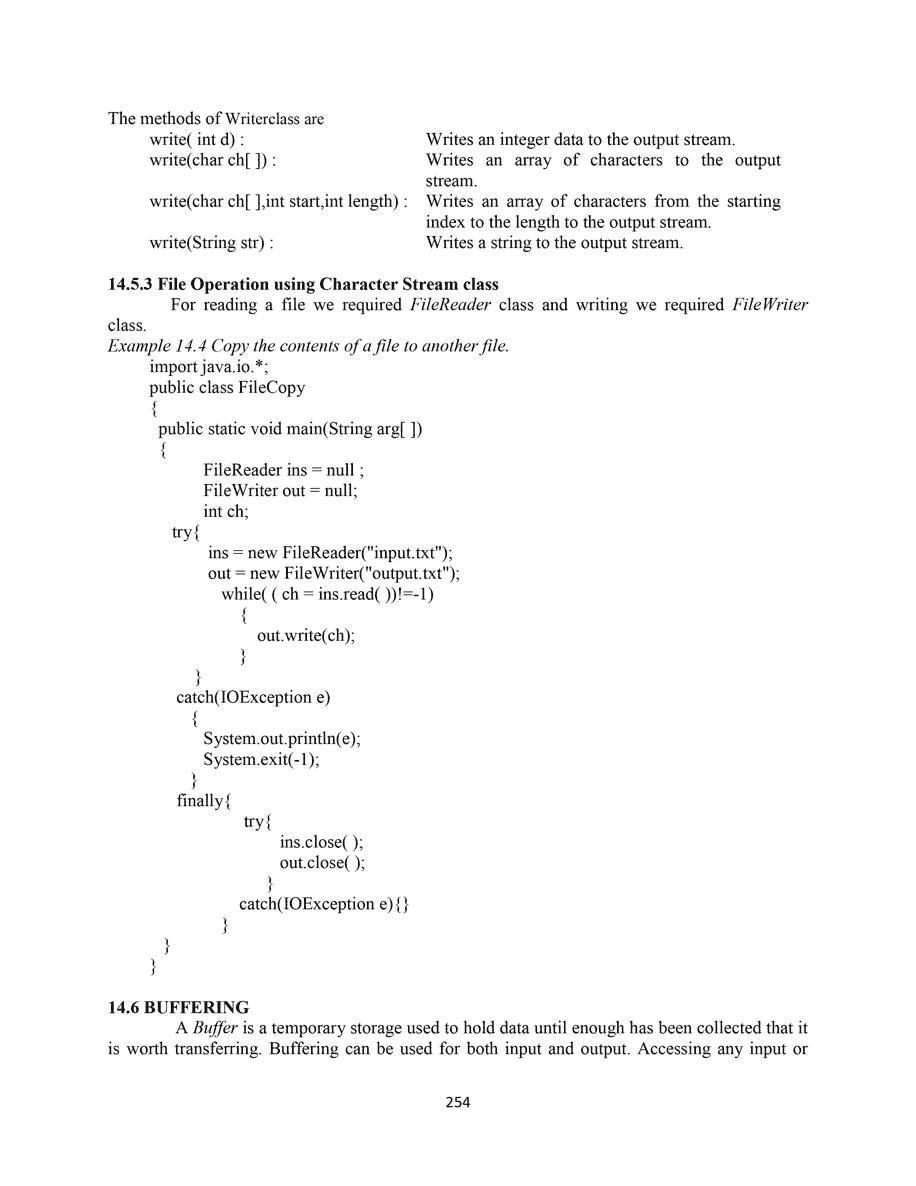 The methods of Writerclass are
write( int d) : Writes an integer data to the output stream.
write(char ch[ ]) : Writes an array of characters to the output
stream.
write(char ch[ ],int start,int length) : Writes an array of characters from the starting
index to the length to the output stream.
write(String str) : Writes a string to the output stream.
14.5.3 File Operation using Character Stream class
For reading a file we required FileReader class and writing we required FileWriter
class.
Example 14.4 Copy the contents of a file to another file.
import java.io.*;
public class FileCopy
{
public static void main(String arg[ ])
{
FileReader ins = null ;
FileWriter out = null;
int ch;
try{
ins = new FileReader("input.txt");
out = new FileWriter("output.txt");
while( ( ch = ins.read( ))!=-1)
{
out.write(ch);
}
}
catch(IOException e)
{
System.out.println(e);
System.exit(-1);
}
finally{
try{
ins.close( );
out.close( );
}
catch(IOException e){}
}
}
}
14.6 BUFFERING
A Buffer is a temporary storage used to hold data until enough has been collected that it
is worth transferring. Buffering can be used for both input and output. Accessing any input or
254